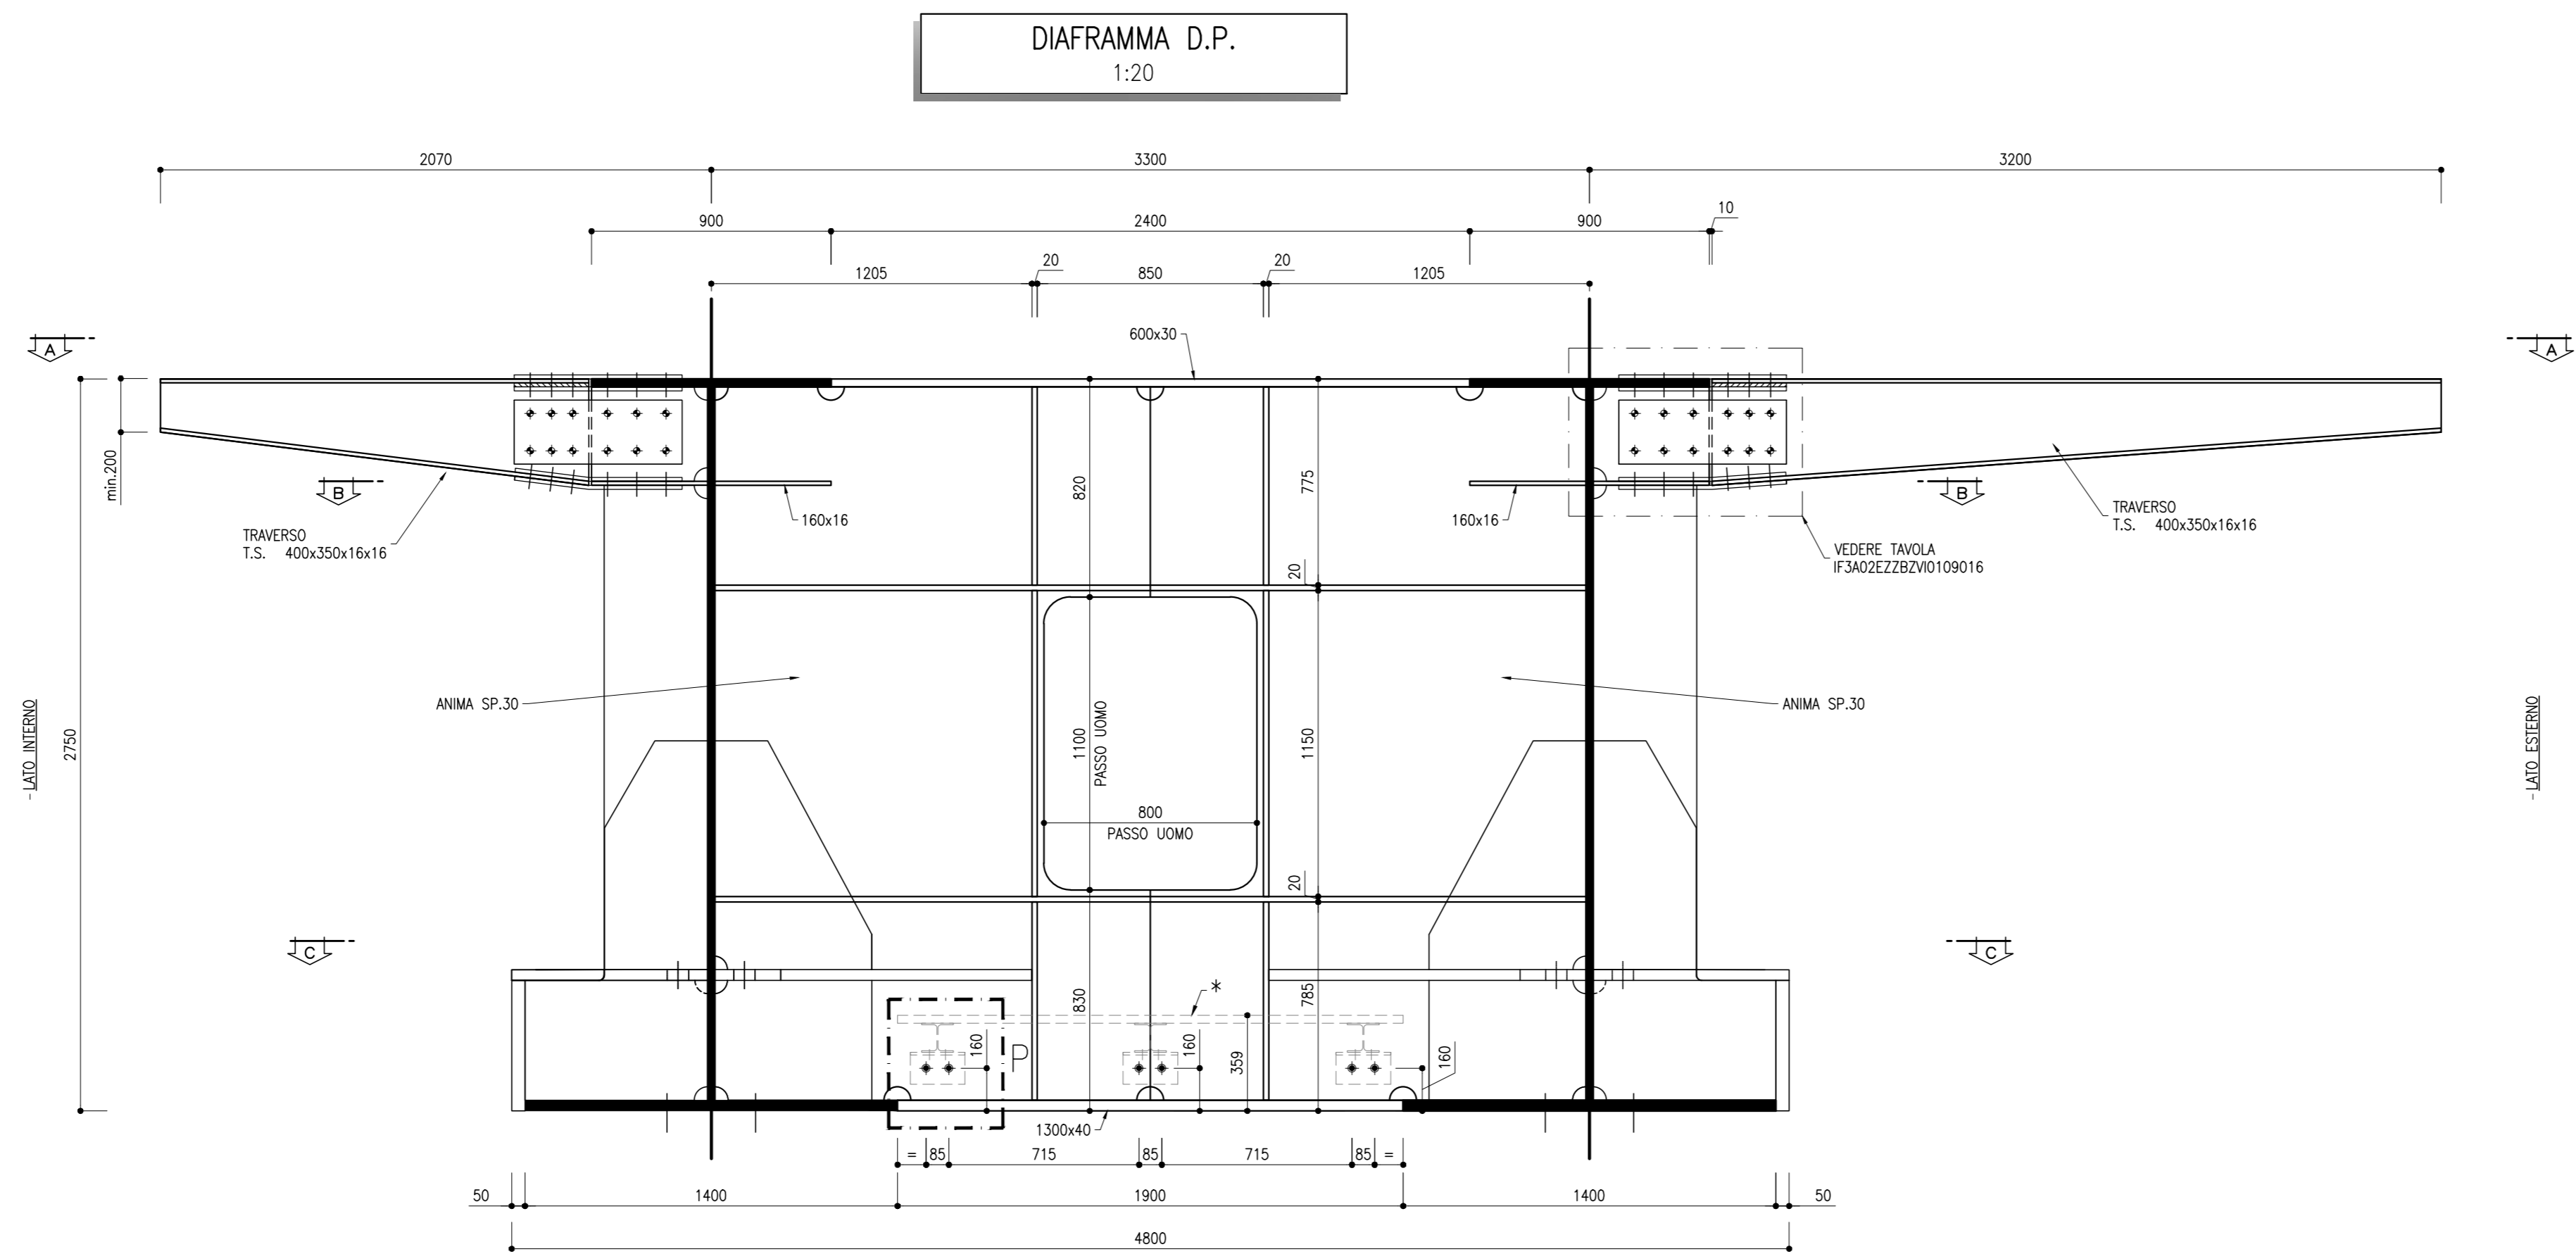 DIAFRAMMA D.P.
1:20
2070
3300
3200
900
2400
900
10
1205
20
850
20
1205
600x30
A
A
min.200
820
775
B
B
160x16
160x16
TRAVERSO
T.S. 400x350x16x16
TRAVERSO
T.S. 400x350x16x16
VEDERE TAVOLA
IF3A02EZZBZVI0109016
20
ANIMA SP.30
ANIMA SP.30
- LATO INTERNO
2750
1100
PASSO UOMO
1150
- LATO ESTERNO
800
PASSO UOMO
20
C
C
830
785
*
160
P
160
359
160
1300x40
=
85
715
85
715
85
=
50
1400
1900
1400
50
4800